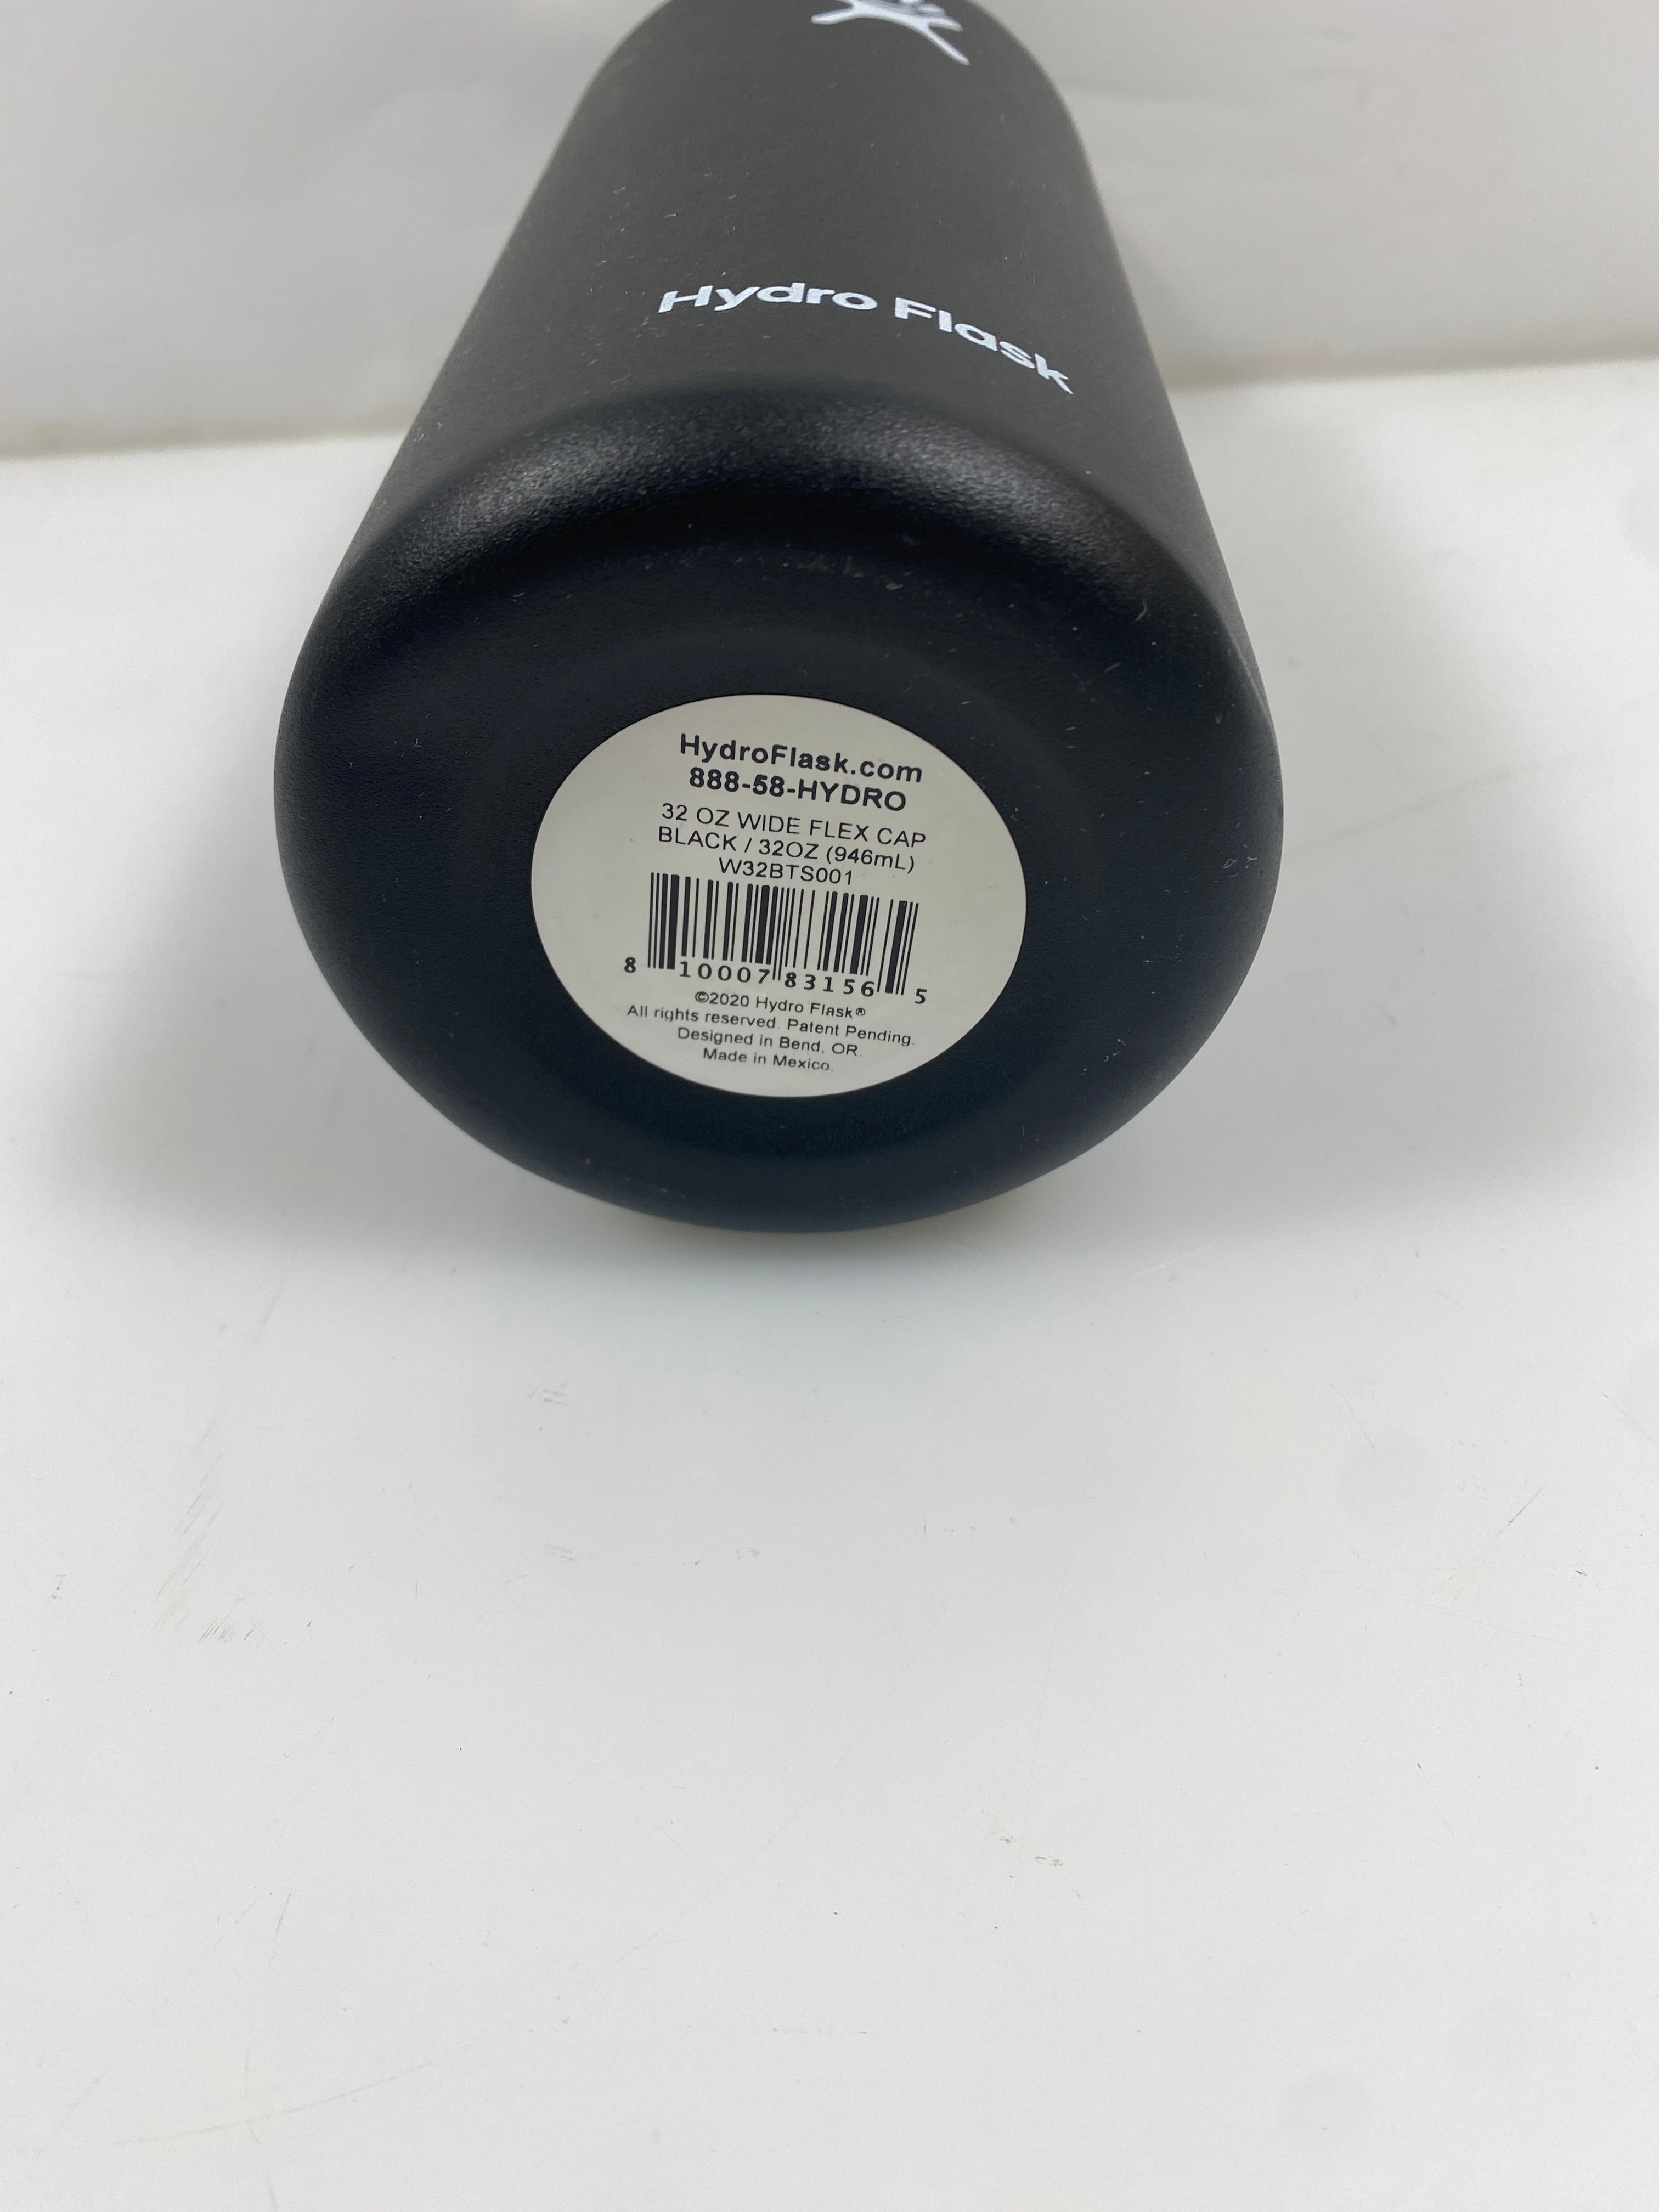 Hydro Flask
HydroFlask.com
888-58-HYDRO
32 OZ WIDE FLEX CAP
BLACK / 32OZ (946mL)
W32BTS001
8 10007 83156 5
©2020 Hydro Flask®
All rights reserved. Patent Pending.
Designed in Bend, OR.
Made in Mexico.